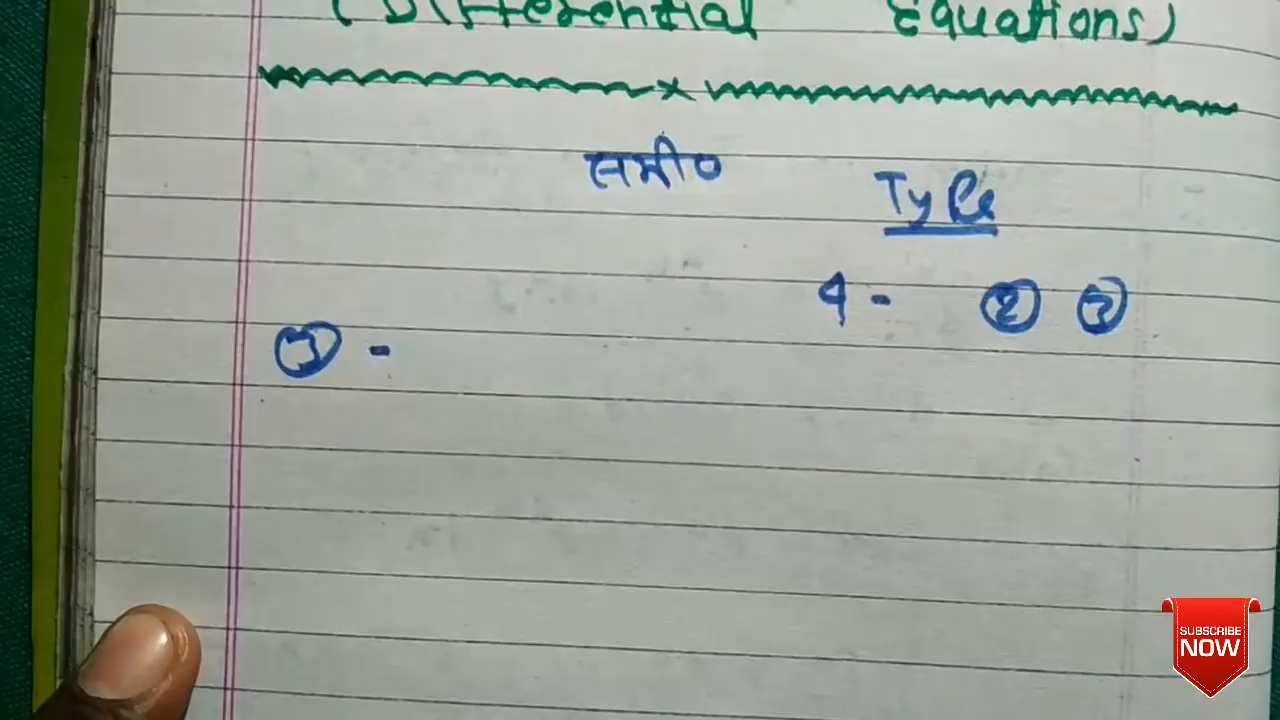 (Differential Equations)
समी०
Type
4 - ② ③
① -
SUBSCRIBE
NOW